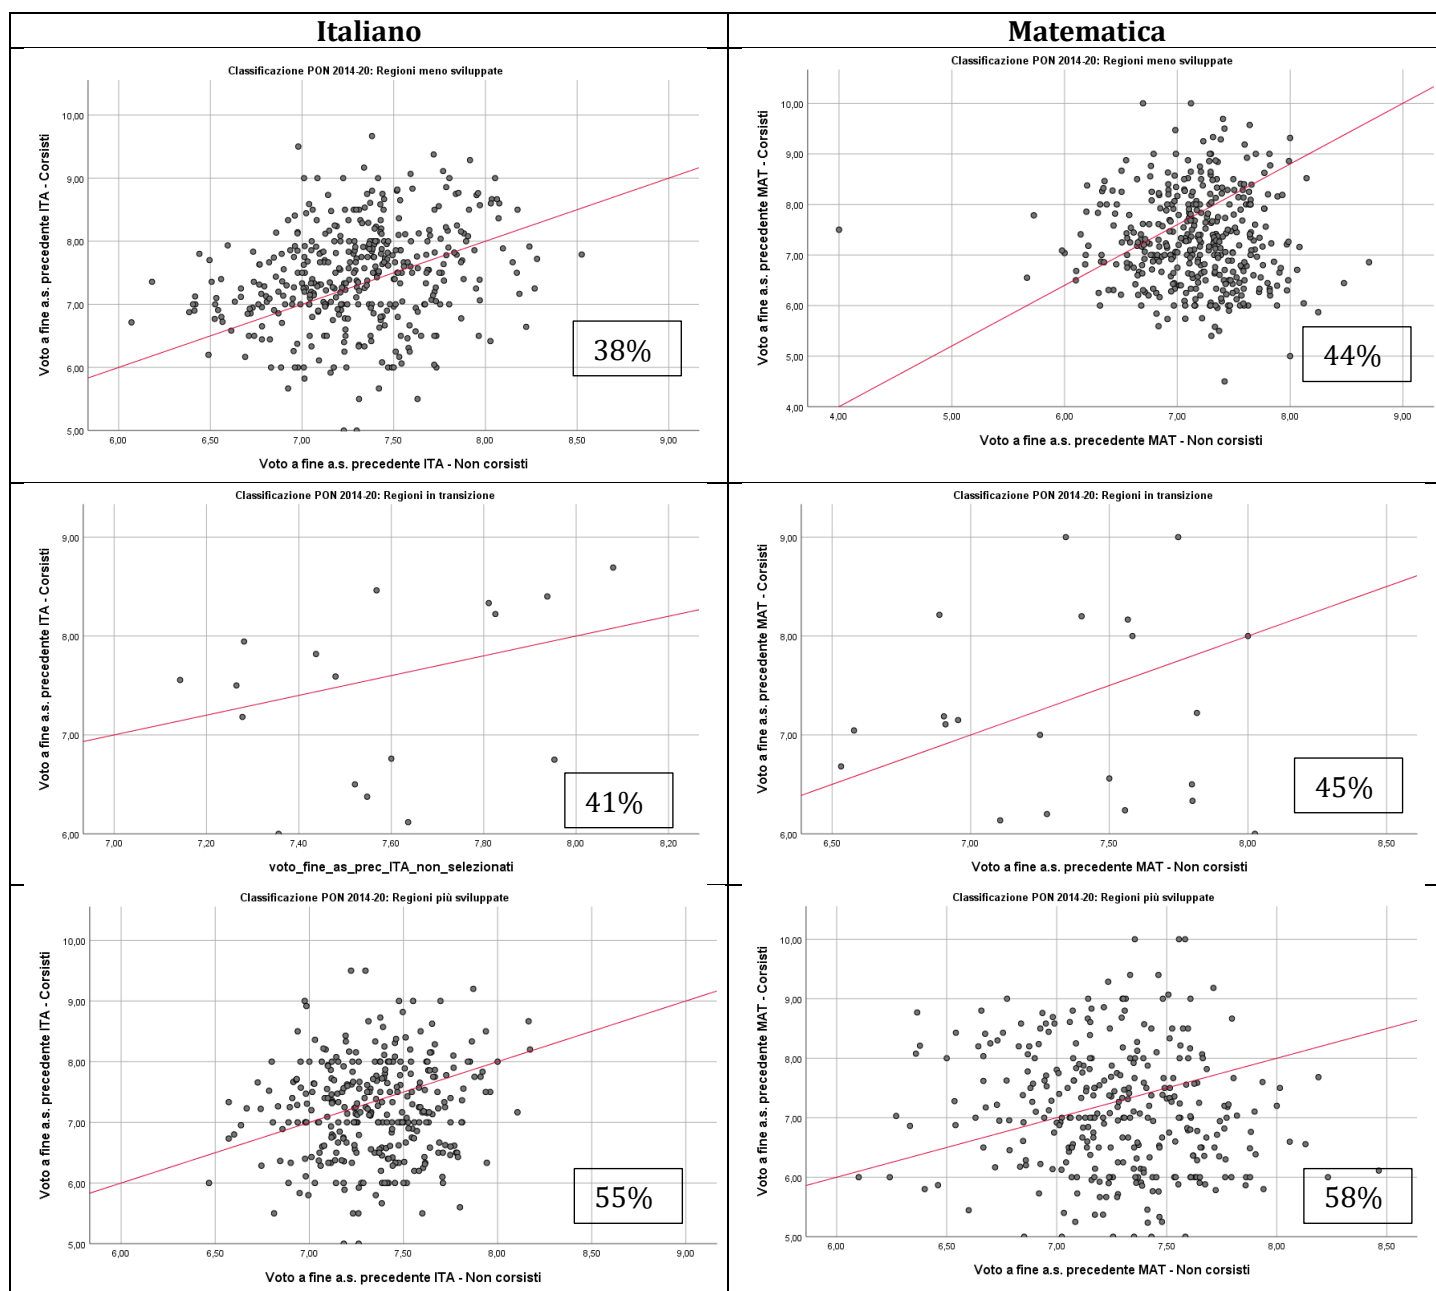 Italiano
Matematica
Classificazione PON 2014-20: Regioni meno sviluppate
Voto a fine a.s. precedente ITA - Corsisti
10,00
9,00
8,00
7,00
6,00
5,00
38%
6,00 6,50 7,00 7,50 8,00 8,50 9,00
Voto a fine a.s. precedente ITA - Non corsisti
Classificazione PON 2014-20: Regioni meno sviluppate
Voto a fine a.s. precedente MAT - Corsisti
10,00
9,00
8,00
7,00
6,00
5,00
4,00
44%
4,00 5,00 6,00 7,00 8,00 9,00
Voto a fine a.s. precedente MAT - Non corsisti
Classificazione PON 2014-20: Regioni in transizione
Voto a fine a.s. precedente ITA - Corsisti
9,00
8,00
7,00
6,00
41%
7,00 7,20 7,40 7,60 7,80 8,00 8,20
voto_fine_as_prec_ITA_non_selezionati
Classificazione PON 2014-20: Regioni in transizione
Voto a fine a.s. precedente MAT - Corsisti
9,00
8,00
7,00
6,00
45%
6,50 7,00 7,50 8,00 8,50
Voto a fine a.s. precedente MAT - Non corsisti
Classificazione PON 2014-20: Regioni più sviluppate
Voto a fine a.s. precedente ITA - Corsisti
10,00
9,00
8,00
7,00
6,00
5,00
55%
6,00 6,50 7,00 7,50 8,00 8,50 9,00
Voto a fine a.s. precedente ITA - Non corsisti
Classificazione PON 2014-20: Regioni più sviluppate
Voto a fine a.s. precedente MAT - Corsisti
10,00
9,00
8,00
7,00
6,00
5,00
58%
6,00 6,50 7,00 7,50 8,00 8,50
Voto a fine a.s. precedente MAT - Non corsisti